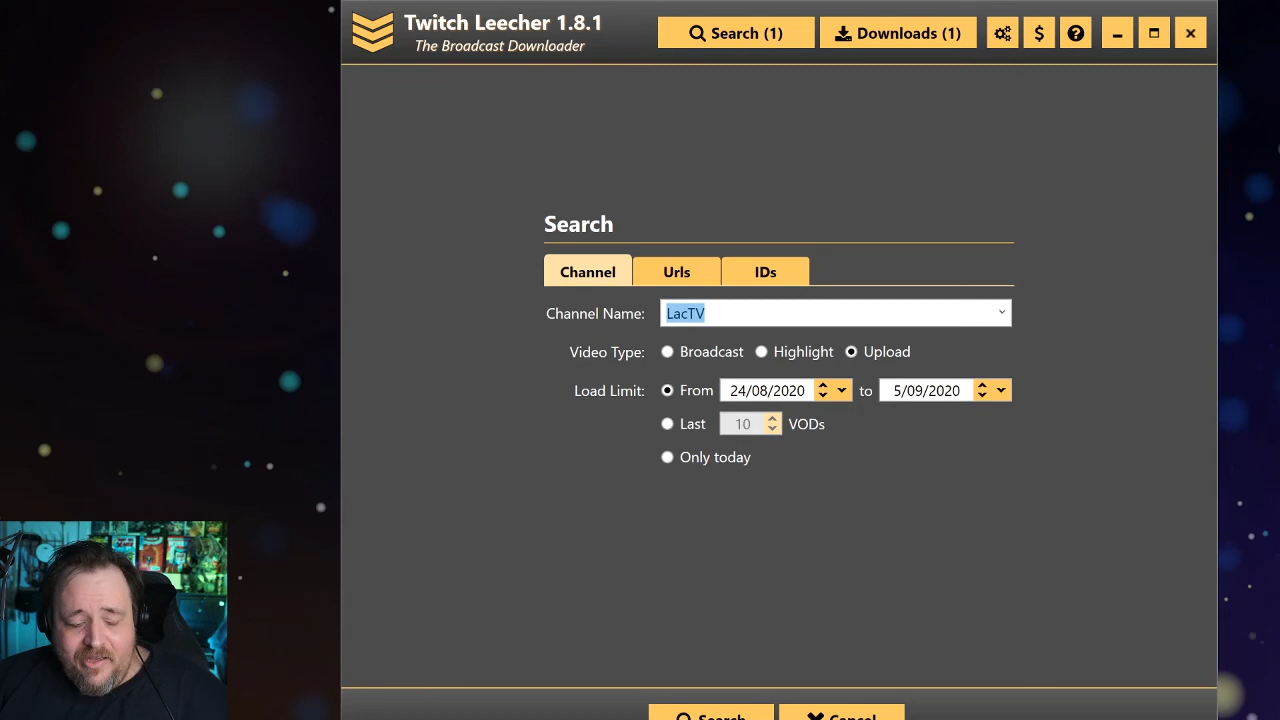 Twitch Leecher 1.8.1
The Broadcast Downloader
Search (1)
Downloads (1)
$
?
Search
Channel
Urls
IDs
Channel Name: LacTV
Video Type: Broadcast Highlight Upload
Load Limit: From 24/08/2020 to 5/09/2020
Last 10 VODs
Only today
Search
Cancel